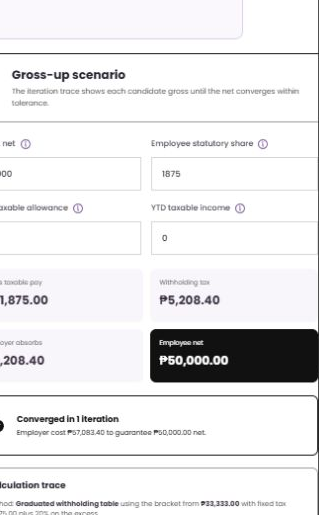 Gross-up scenario
The iteration trace shows each candidate gross until the net converges within
tolerance.
net
Employee statutory share
000
1875
axable allowance
YTD taxable income
0
s taxable pay
Withholding tax
1,875.00
₱5,208.40
oyer absorbs
Employee net
,208.40
₱50,000.00
Converged in 1 iteration
Employer cost ₱57,083.40 to guarantee ₱50,000.00 net.
lculation trace
hod: Graduated withholding table using the bracket from ₱33,333.00 with fixed tax
75.00 plus 20% on the excess.